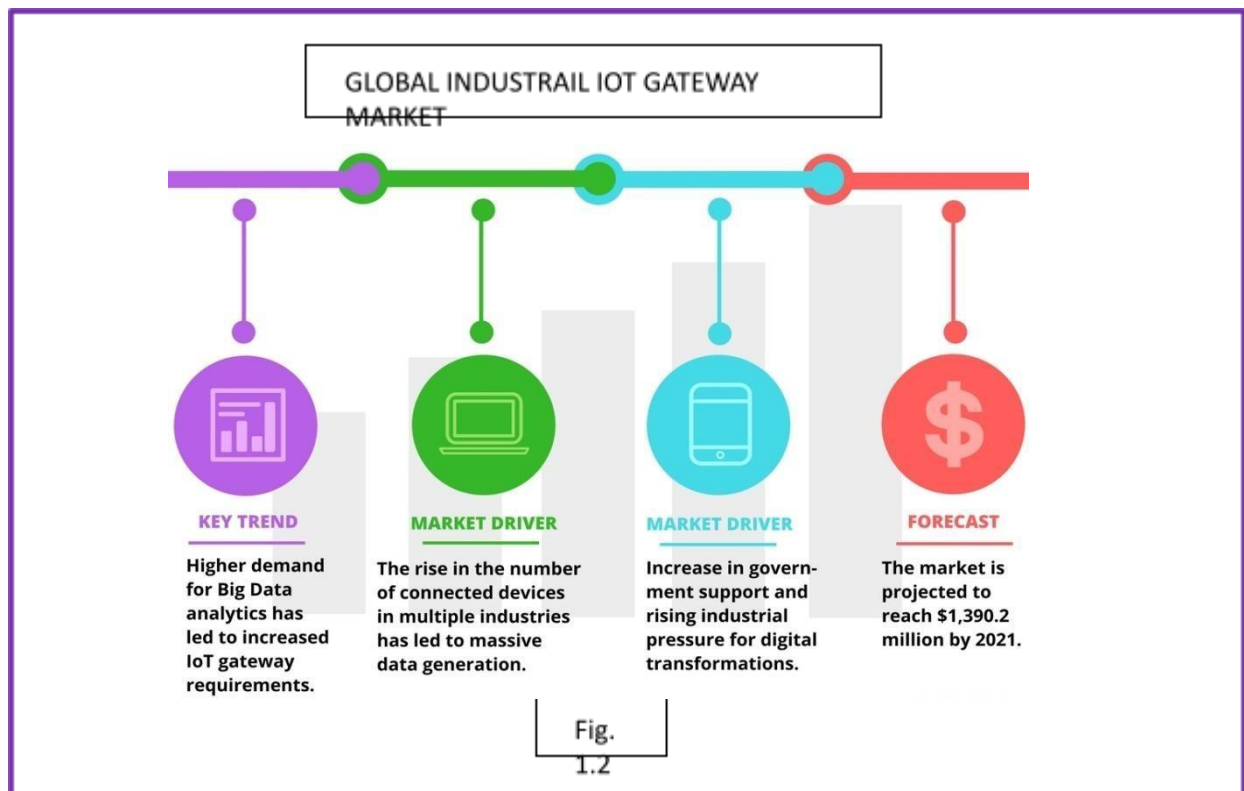 GLOBAL INDUSTRAIL IOT GATEWAY
MARKET
KEY TREND
Higher demand
for Big Data
analytics has
led to increased
IoT gateway
requirements.
MARKET DRIVER
The rise in the number
of connected devices
in multiple industries
has led to massive
data generation.
MARKET DRIVER
Increase in govern-
ment support and
rising industrial
pressure for digital
transformations.
$
FORECAST
The market is
projected to
reach $1,390.2
million by 2021.
Fig.
1.2